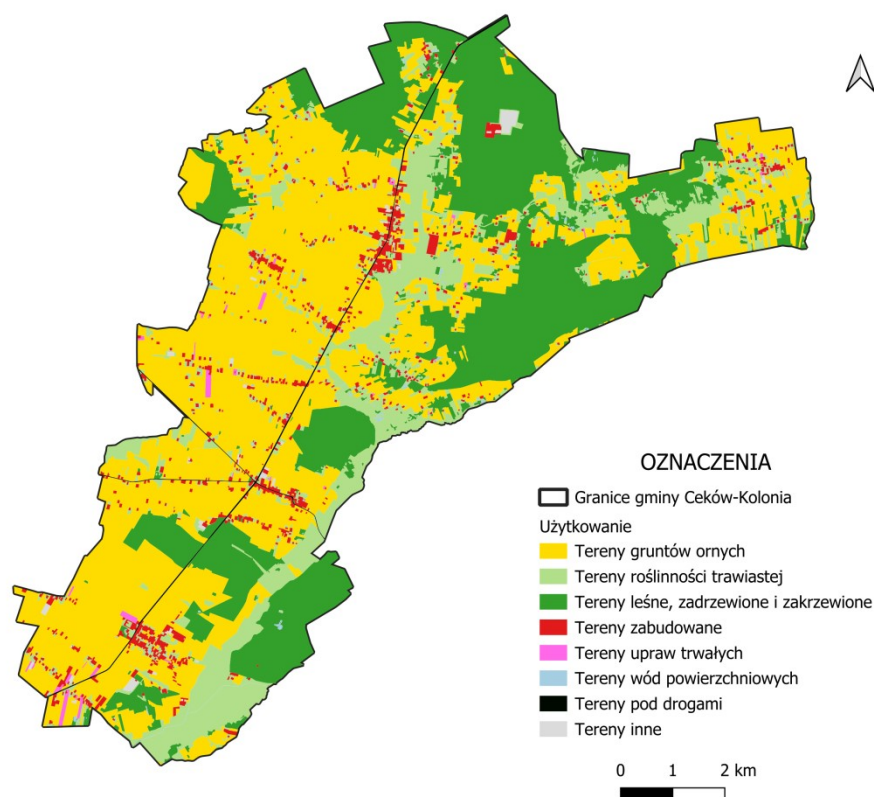 OZNACZENIA
Granice gminy Ceków-Kolonia
Użytkowanie
Tereny gruntów ornych
Tereny roślinności trawiastej
Tereny leśne, zadrzewione i zakrzewione
Tereny zabudowane
Tereny upraw trwałych
Tereny wód powierzchniowych
Tereny pod drogami
Tereny inne
0 1 2 km